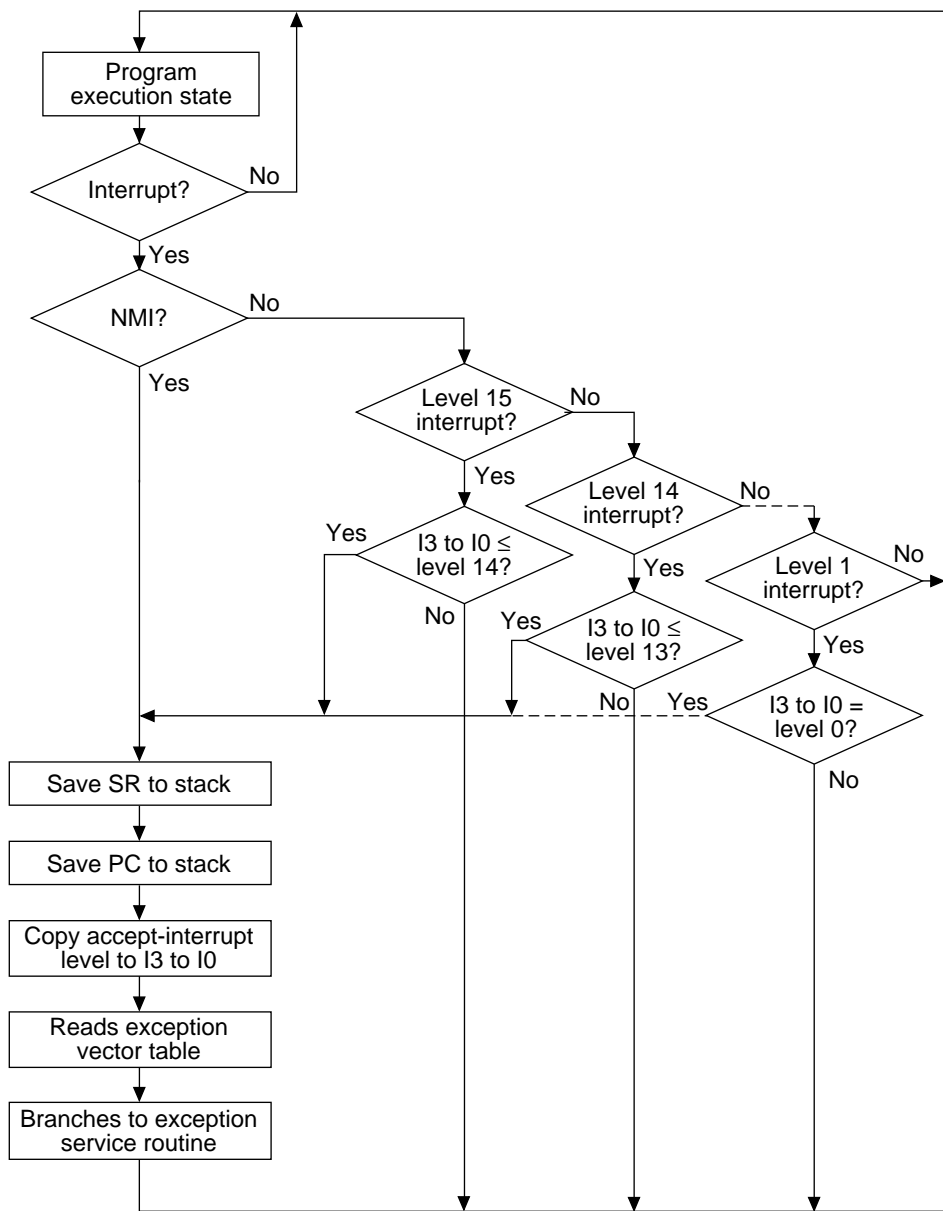 Program
execution state
Interrupt?
No
Yes
NMI?
No
Yes
Level 15
interrupt?
No
Yes
Level 14
interrupt?
No
Yes
I3 to I0 ≤
level 14?
Yes
No
Level 1
interrupt?
No
Yes
I3 to I0 ≤
level 13?
Yes
No
I3 to I0 =
level 0?
Yes
No
Save SR to stack
Save PC to stack
Copy accept-interrupt
level to I3 to I0
Reads exception
vector table
Branches to exception
service routine